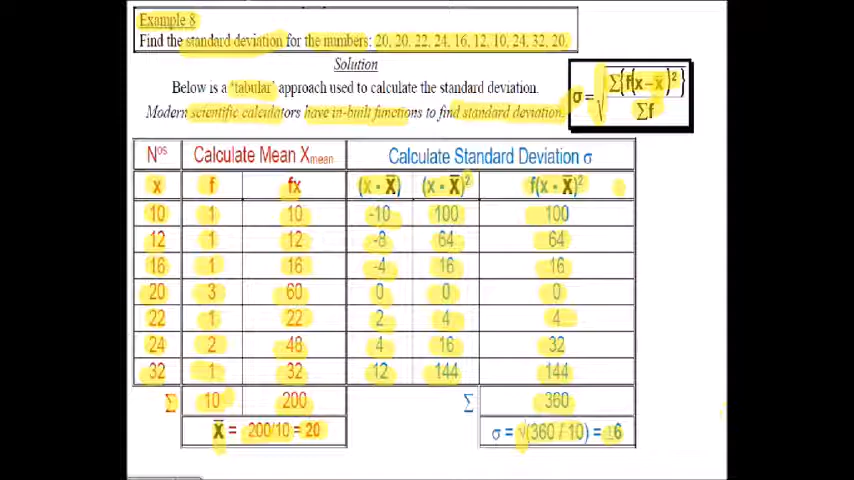 Example 8
Find the standard deviation for the numbers: 20, 20, 22, 24, 16, 12, 10, 24, 32, 20.
Solution
Below is a 'tabular' approach used to calculate the standard deviation.
Modern scientific calculators have in-built functions to find standard deviation.
σ = √ Σ{f(x−x̄)²} / Σf
Nos Calculate Mean Xmean Calculate Standard Deviation σ
x f fx (x - X̄) (x - X̄)² f(x - X̄)²
10 1 10 -10 100 100
12 1 12 -8 64 64
16 1 16 -4 16 16
20 3 60 0 0 0
22 1 22 2 4 4
24 2 48 4 16 32
32 1 32 12 144 144
Σ 10 200 Σ 360
X̄ = 200/10 = 20 σ = √(360 / 10) = ±6